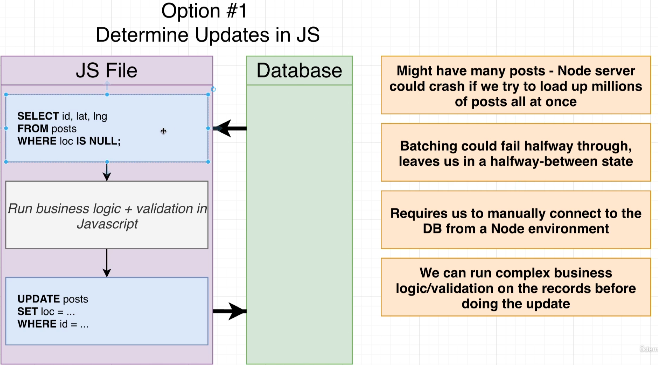 Option #1
Determine Updates in JS
JS File
Database
SELECT id, lat, lng
FROM posts
WHERE loc IS NULL;
Run business logic + validation in
Javascript
UPDATE posts
SET loc = ...
WHERE id = ...
Might have many posts - Node server
could crash if we try to load up millions
of posts all at once
Batching could fail halfway through,
leaves us in a halfway-between state
Requires us to manually connect to the
DB from a Node environment
We can run complex business
logic/validation on the records before
doing the update